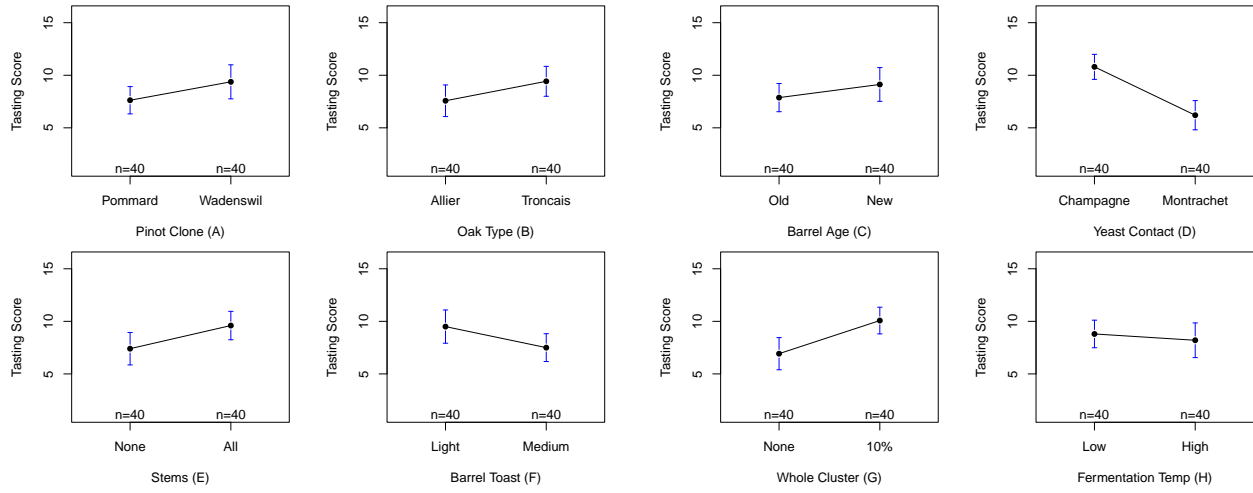 Tasting Score
15
10
5
n=40 n=40
Pommard Wadenswil
Pinot Clone (A)
Tasting Score
15
10
5
n=40 n=40
Allier Troncais
Oak Type (B)
Tasting Score
15
10
5
n=40 n=40
Old New
Barrel Age (C)
Tasting Score
15
10
5
n=40 n=40
Champagne Montrachet
Yeast Contact (D)
Tasting Score
15
10
5
n=40 n=40
None All
Stems (E)
Tasting Score
15
10
5
n=40 n=40
Light Medium
Barrel Toast (F)
Tasting Score
15
10
5
n=40 n=40
None 10%
Whole Cluster (G)
Tasting Score
15
10
5
n=40 n=40
Low High
Fermentation Temp (H)